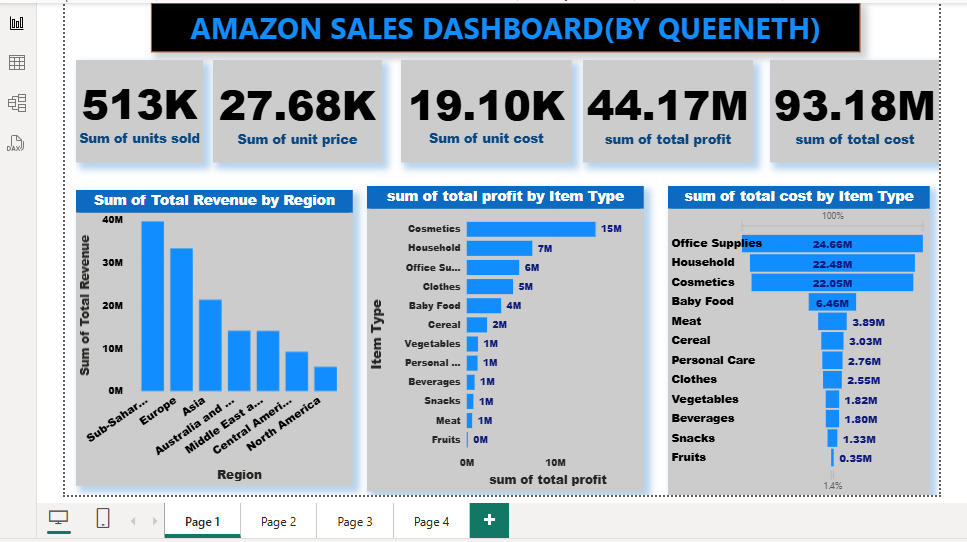 AMAZON SALES DASHBOARD(BY QUEENETH)
513K
Sum of units sold
27.68K
Sum of unit price
19.10K
Sum of unit cost
44.17M
sum of total profit
93.18M
sum of total cost
Sum of Total Revenue by Region
Sum of Total Revenue
40M
30M
20M
10M
0M
Sub-Sahar...
Europe
Asia
Australia and ...
Middle East a...
Central Ameri...
North America
Region
sum of total profit by Item Type
Item Type
Cosmetics 15M
Household 7M
Office Su... 6M
Clothes 5M
Baby Food 4M
Cereal 2M
Vegetables 1M
Personal ... 1M
Beverages 1M
Snacks 1M
Meat 1M
Fruits 0M
0M 10M
sum of total profit
sum of total cost by Item Type
100%
Office Supplies 24.66M
Household 22.48M
Cosmetics 22.05M
Baby Food 6.46M
Meat 3.89M
Cereal 3.03M
Personal Care 2.76M
Clothes 2.55M
Vegetables 1.82M
Beverages 1.80M
Snacks 1.33M
Fruits 0.35M
1.4%
DAX
Page 1 Page 2 Page 3 Page 4 +